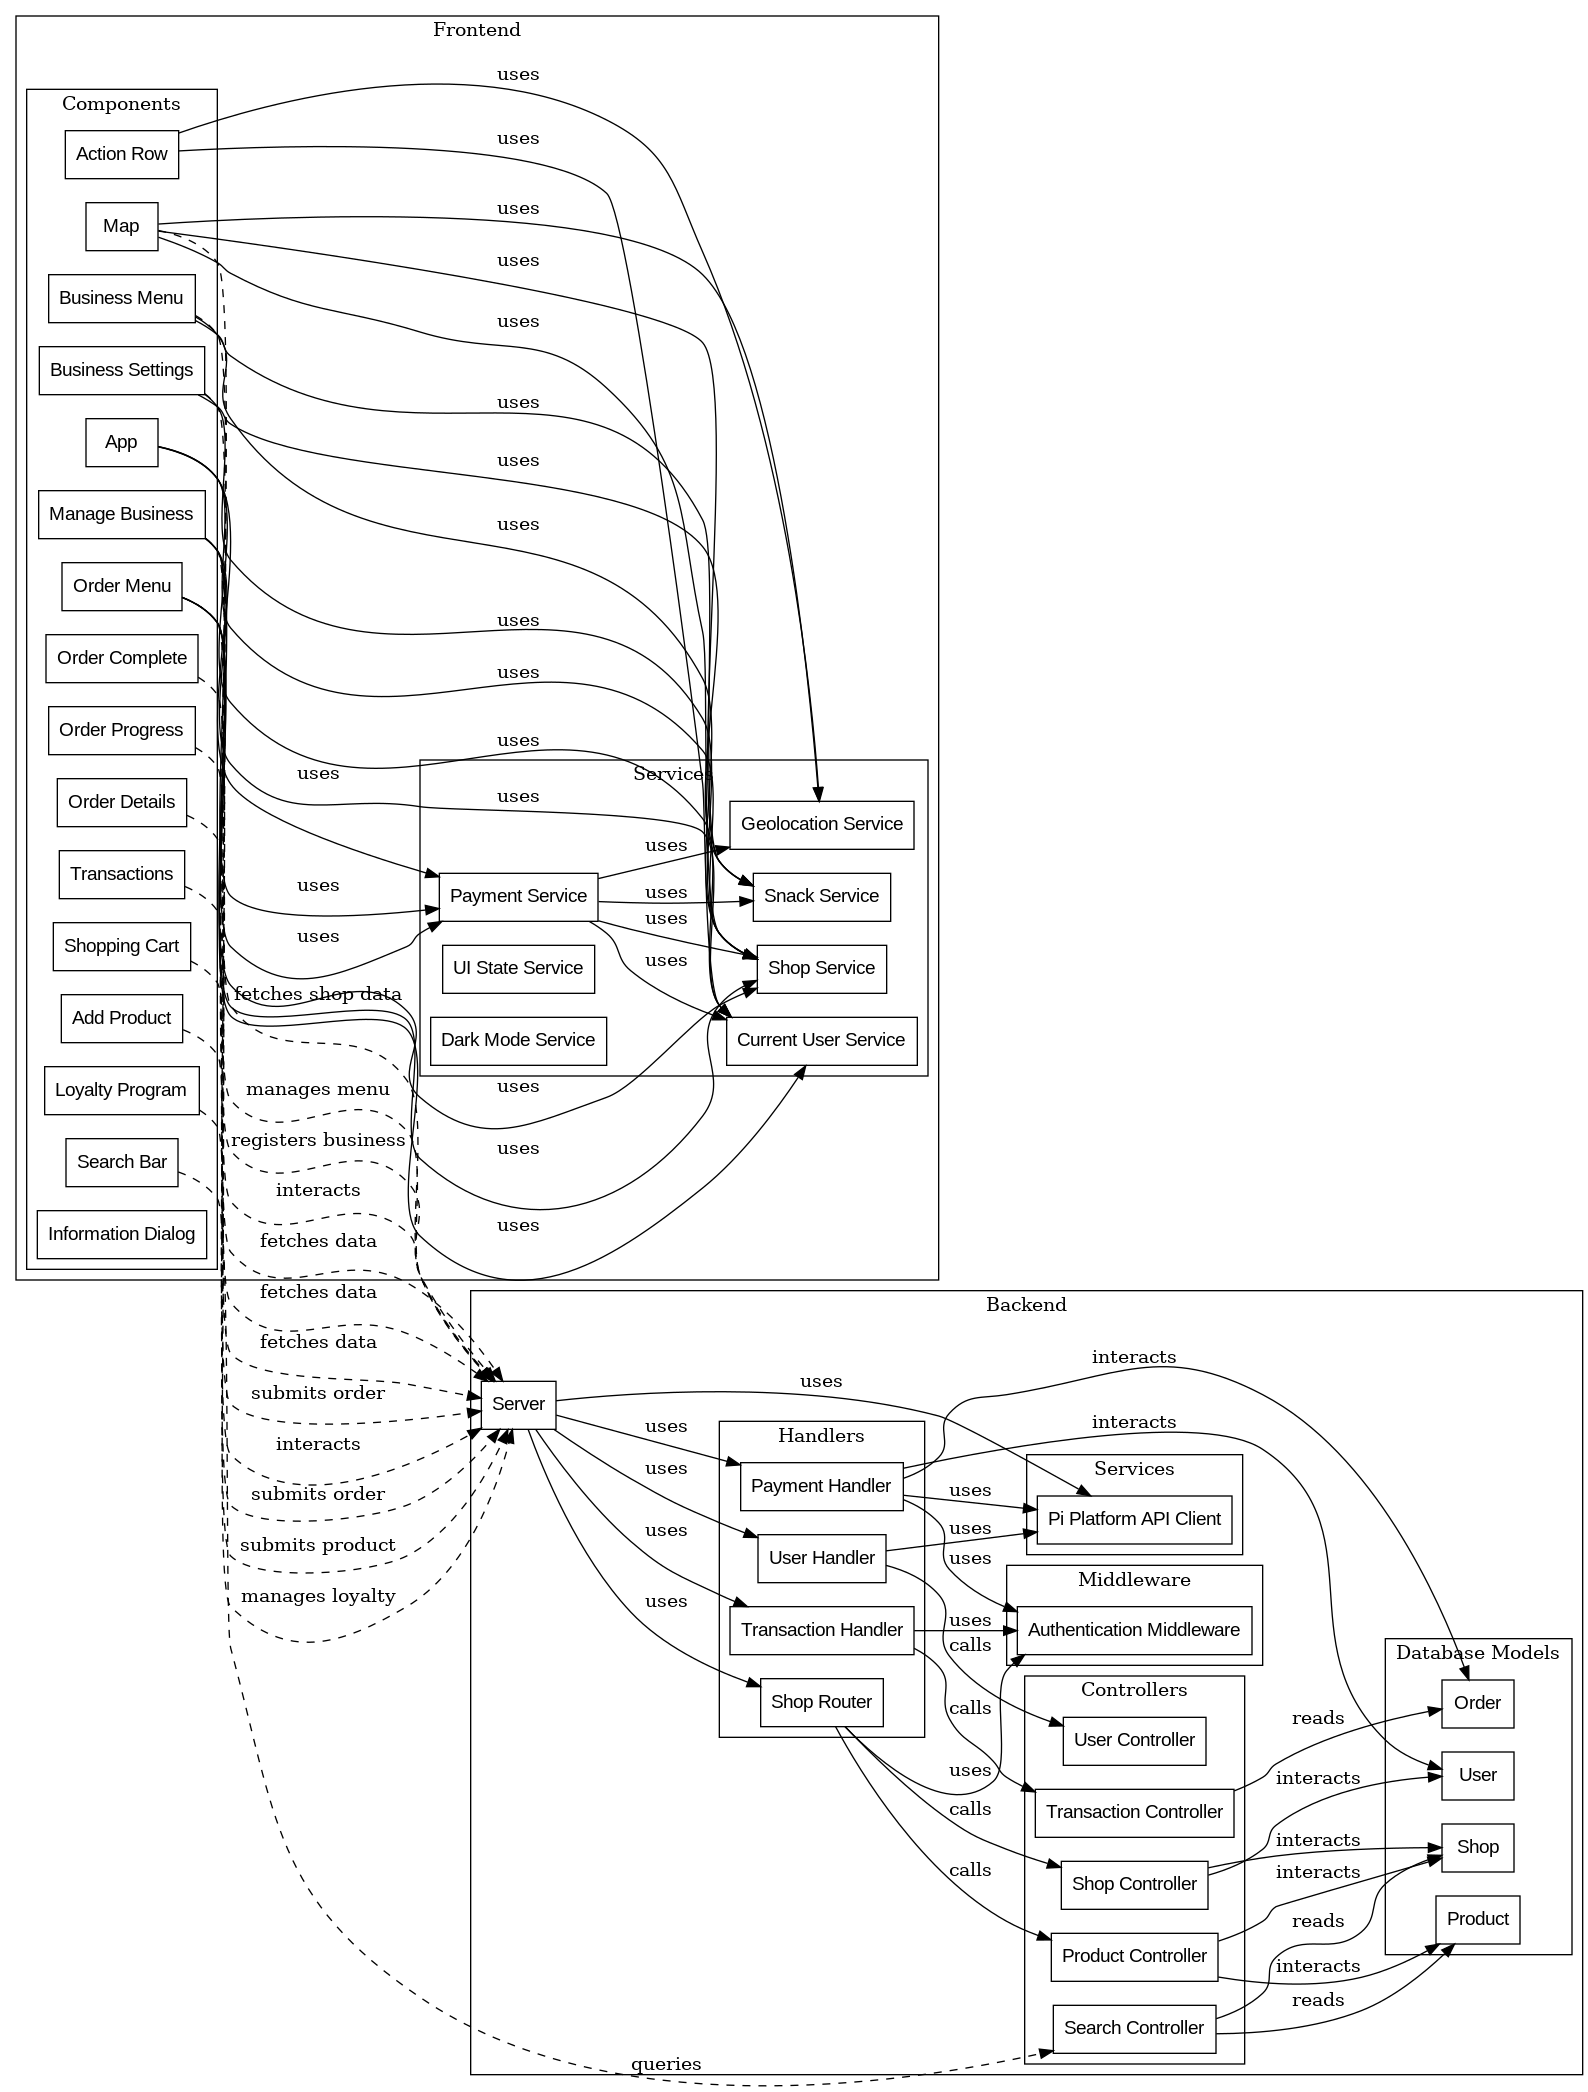 Frontend
uses
Components
uses
Action Row
uses
Map
uses
Business Menu
uses
Business Settings
uses
App
uses
Manage Business
uses
Order Menu
uses
Order Complete
uses
Order Progress
uses
uses
Services
Order Details
uses
Geolocation Service
uses
Transactions
uses
Payment Service
uses
Snack Service
uses
Shopping Cart
uses
UI State Service
uses
Shop Service
fetches shop data
Add Product
Dark Mode Service
Current User Service
Loyalty Program
manages menu
uses
registers business
uses
Search Bar
interacts
uses
Information Dialog
fetches data
fetches data
Backend
fetches data
interacts
uses
submits order
Server
interacts
uses
Handlers
interacts
uses
Services
submits order
Payment Handler
uses
Pi Platform API Client
uses
uses
submits product
User Handler
uses
Middleware
manages loyalty
uses
uses
Transaction Handler
Authentication Middleware
calls
Database Models
Controllers
Shop Router
calls
reads
Order
User Controller
uses
interacts
User
calls
Transaction Controller
interacts
Shop
calls
Shop Controller
interacts
reads
Product
Product Controller
interacts
reads
Search Controller
queries